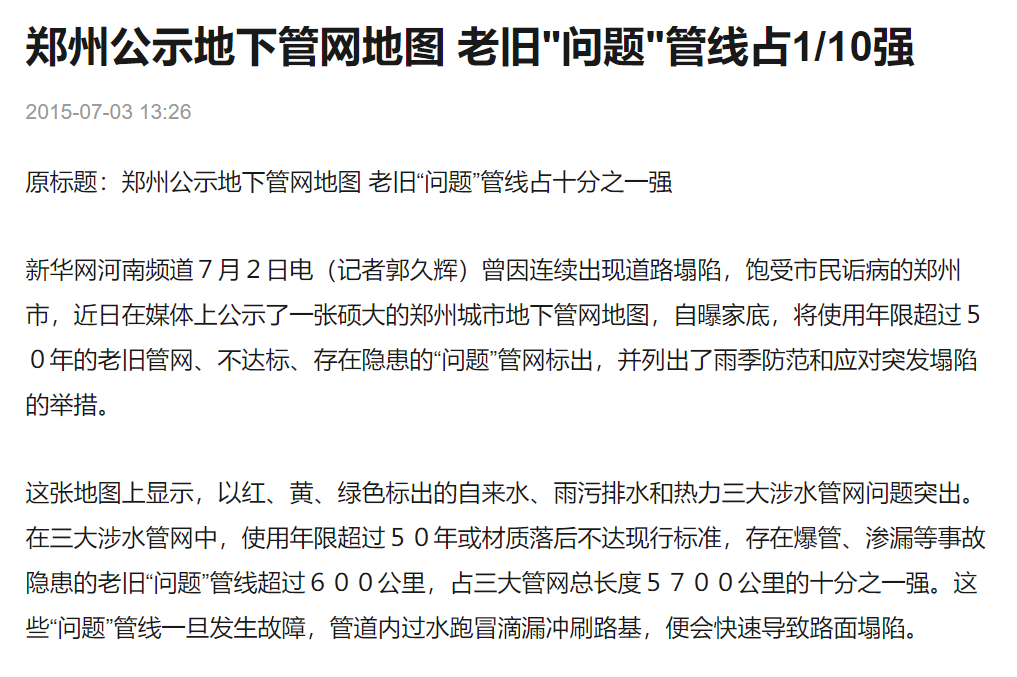 郑州公示地下管网地图 老旧"问题"管线占1/10强
2015-07-03 13:26
原标题：郑州公示地下管网地图 老旧“问题”管线占十分之一强
新华网河南频道７月２日电（记者郭久辉）曾因连续出现道路塌陷，饱受市民诟病的郑州
市，近日在媒体上公示了一张硕大的郑州城市地下管网地图，自曝家底，将使用年限超过５
０年的老旧管网、不达标、存在隐患的“问题”管网标出，并列出了雨季防范和应对突发塌陷
的举措。
这张地图上显示，以红、黄、绿色标出的自来水、雨污排水和热力三大涉水管网问题突出。
在三大涉水管网中，使用年限超过５０年或材质落后不达现行标准，存在爆管、渗漏等事故
隐患的老旧“问题”管线超过６００公里，占三大管网总长度５７００公里的十分之一强。这
些“问题”管线一旦发生故障，管道内过水跑冒滴漏冲刷路基，便会快速导致路面塌陷。